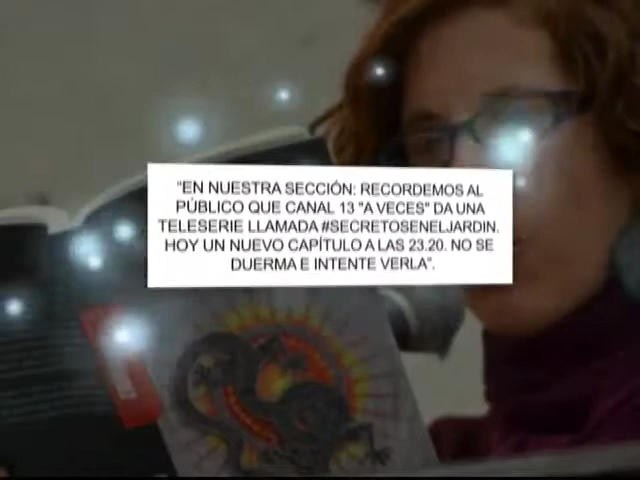 "EN NUESTRA SECCIÓN: RECORDEMOS AL
PÚBLICO QUE CANAL 13 "A VECES" DA UNA
TELESERIE LLAMADA #SECRETOSENELJARDIN.
HOY UN NUEVO CAPÍTULO A LAS 23.20. NO SE
DUERMA E INTENTE VERLA".